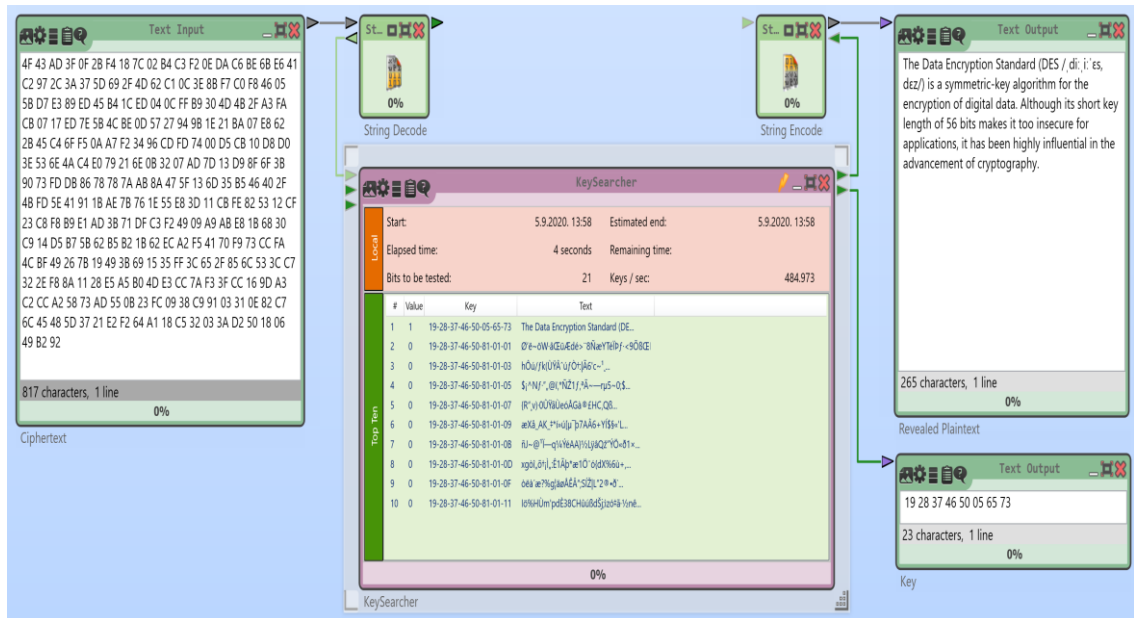 Text Input
4F 43 AD 3F 0F 2B F4 18 7C 02 B4 C3 F2 0E DA C6 BE 6B E6 41
C2 97 2C 3A 37 5D 69 2F 4D 62 C1 0C 3E 8B F7 C0 F8 46 05
5B D7 E3 89 ED 45 B4 1C ED 04 0C FF B9 30 4D 4B 2F A3 FA
CB 07 17 ED 7E 5B 4C BE 0D 57 27 94 9B 1E 21 BA 07 E8 62
2B 45 C4 6F F5 0A A7 F2 34 96 CD FD 74 00 D5 CB 10 D8 D0
3E 53 6E 4A C4 E0 79 21 6E 0B 32 07 AD 7D 13 D9 8F 6F 3B
90 73 FD DB 86 78 78 7A AB 8A 47 5F 13 6D 35 B5 46 40 2F
4B FD 5E 41 91 1B AE 7B 76 1E 55 E8 3D 11 CB FE 82 53 12 CF
23 C8 F8 B9 E1 AD 3B 71 DF C3 F2 49 09 A9 AB E8 1B 68 30
C9 14 D5 B7 5B 62 B5 B2 1B 62 EC A2 F5 41 70 F9 73 CC FA
4C BF 49 26 7B 19 49 3B 69 15 35 FF 3C 65 2F 85 6C 53 3C C7
32 2E F8 8A 11 28 E5 A5 B0 4D E3 CC 7A F3 3F CC 16 9D A3
C2 CC A2 58 73 AD 55 0B 23 FC 09 38 C9 91 03 31 0E 82 C7
6C 45 48 5D 37 21 E2 F2 64 A1 18 C5 32 03 3A D2 50 18 06
49 B2 92
817 characters, 1 line
0%
Ciphertext
St...
0%
String Decode
St...
0%
String Encode
Text Output
The Data Encryption Standard (DES /ˌdiːˌiːˈɛs,
dɛz/) is a symmetric-key algorithm for the
encryption of digital data. Although its short key
length of 56 bits makes it too insecure for
applications, it has been highly influential in the
advancement of cryptography.
265 characters, 1 line
0%
Revealed Plaintext
KeySearcher
Local
Start: 5.9.2020. 13:58 Estimated end: 5.9.2020. 13:58
Elapsed time: 4 seconds Remaining time:
Bits to be tested: 21 Keys / sec: 484.973
Top Ten
# Value Key Text
1 1 19-28-37-46-50-05-65-73 The Data Encryption Standard (DE...
2 0 19-28-37-46-50-81-01-01
3 0 19-28-37-46-50-81-01-03
4 0 19-28-37-46-50-81-01-05
5 0 19-28-37-46-50-81-01-07
6 0 19-28-37-46-50-81-01-09
7 0 19-28-37-46-50-81-01-0B
8 0 19-28-37-46-50-81-01-0D
9 0 19-28-37-46-50-81-01-0F
10 0 19-28-37-46-50-81-01-11
0%
KeySearcher
Text Output
19 28 37 46 50 05 65 73
23 characters, 1 line
0%
Key